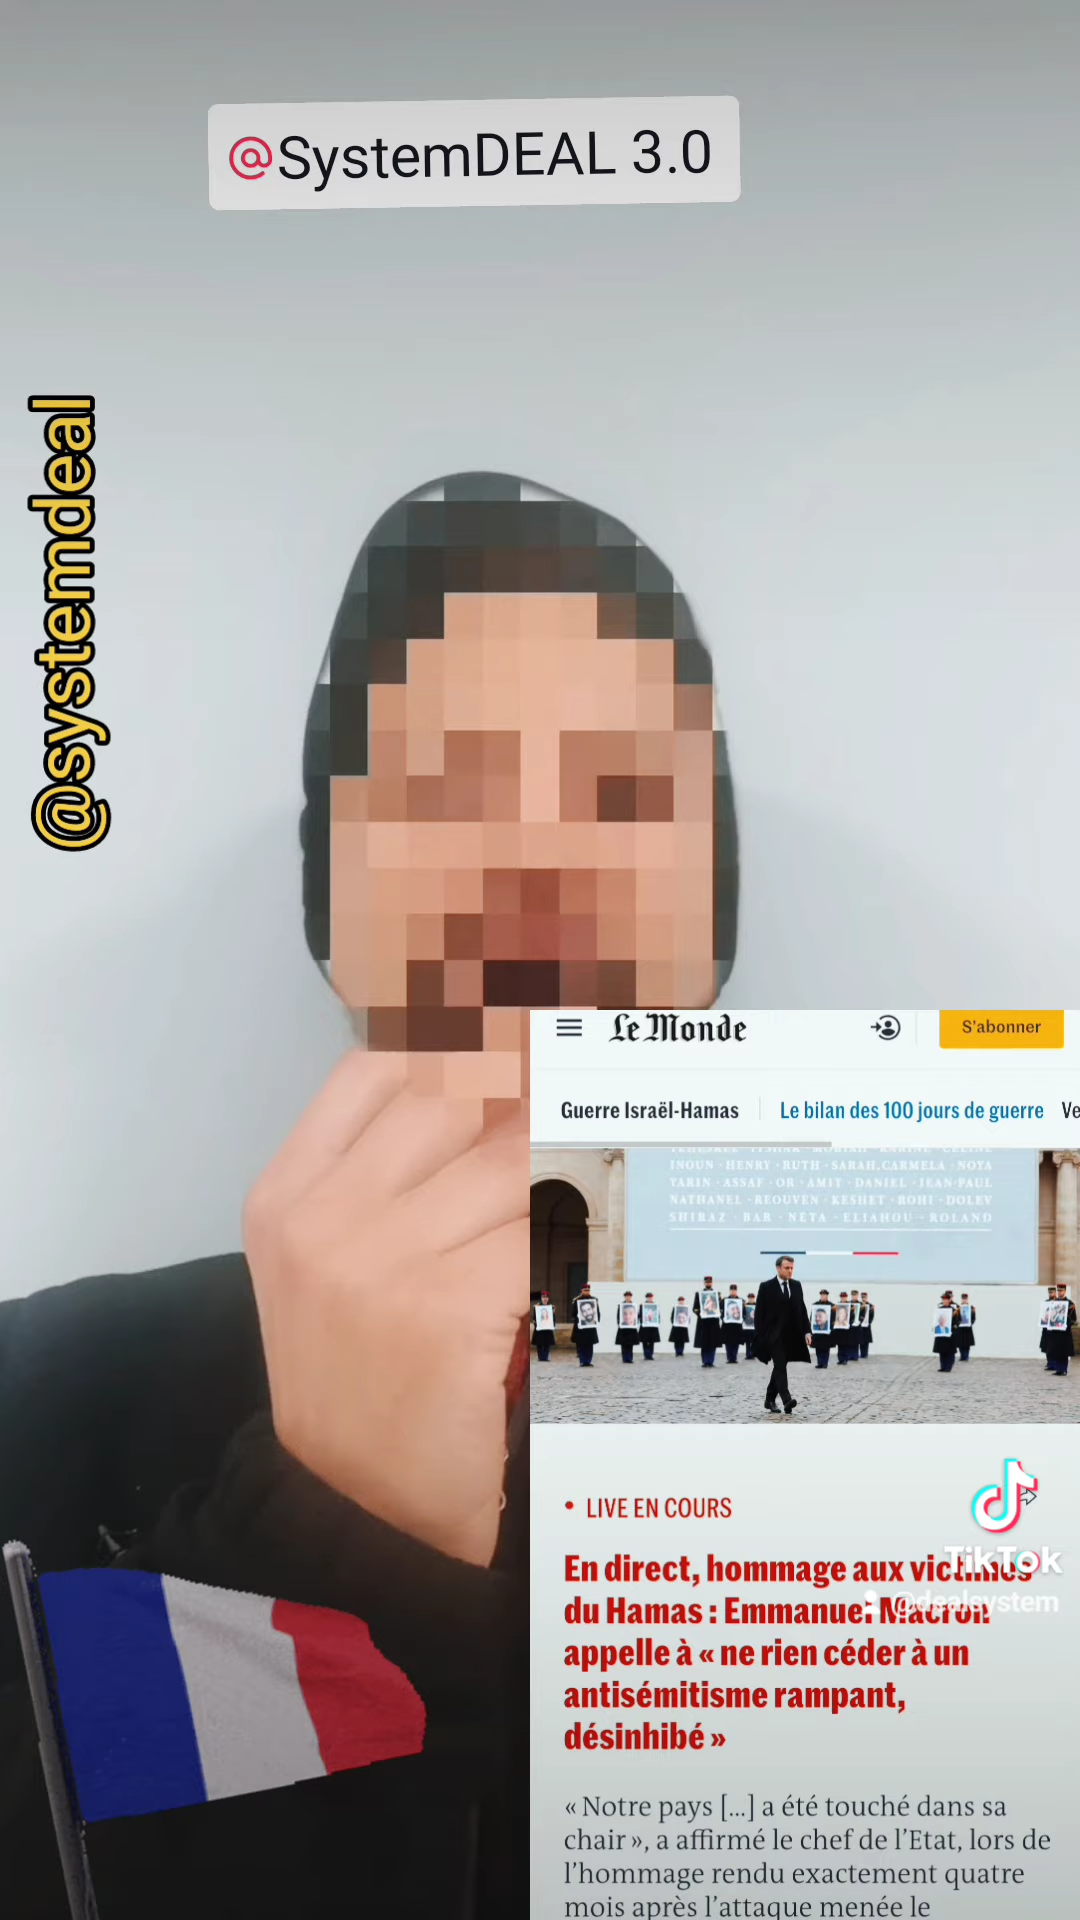 @SystemDEAL 3.0
@systemdeal
Le Monde
S'abonner
Guerre Israël-Hamas
Le bilan des 100 jours de guerre
Ve
INOUN · HENRY · RUTH · SARAH, CARMELA · NOYA
YARIN · ASSAF · OR · AMIT · DANIEL · JEAN-PAUL
NATHANEL · REOUVEN · KESHET · ROHI · DOLEV
SHIRAZ · BAR · NETA · ELIAHOU · ROLAND
• LIVE EN COURS
TikTok
@dealsystem
En direct, hommage aux victimes
du Hamas : Emmanuel Macron
appelle à « ne rien céder à un
antisémitisme rampant,
désinhibé »
« Notre pays [...] a été touché dans sa
chair », a affirmé le chef de l'Etat, lors de
l'hommage rendu exactement quatre
mois après l'attaque menée le